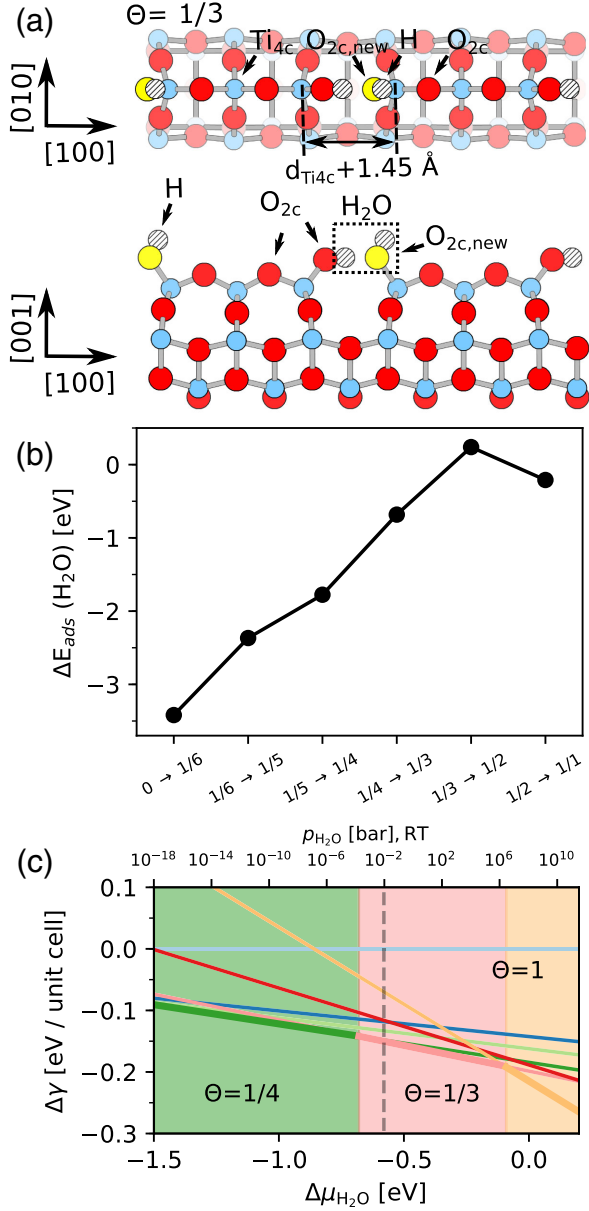 (a)
Θ = 1/3
Ti4c O2c,new H O2c
[010]
[100]
dTi4c+1.45 Å
H
O2c
H2O
O2c,new
[001]
[100]
(b)
ΔEads (H2O) [eV]
0
−1
−2
−3
0 → 1/6
1/6 → 1/5
1/5 → 1/4
1/4 → 1/3
1/3 → 1/2
1/2 → 1/1
(c)
pH2O [bar], RT
10−18 10−14 10−10 10−6 10−2 102 106 1010
Δγ [eV / unit cell]
0.1
0.0
−0.1
−0.2
−0.3
Θ=1
Θ=1/4
Θ=1/3
−1.5 −1.0 −0.5 0.0
ΔμH2O [eV]